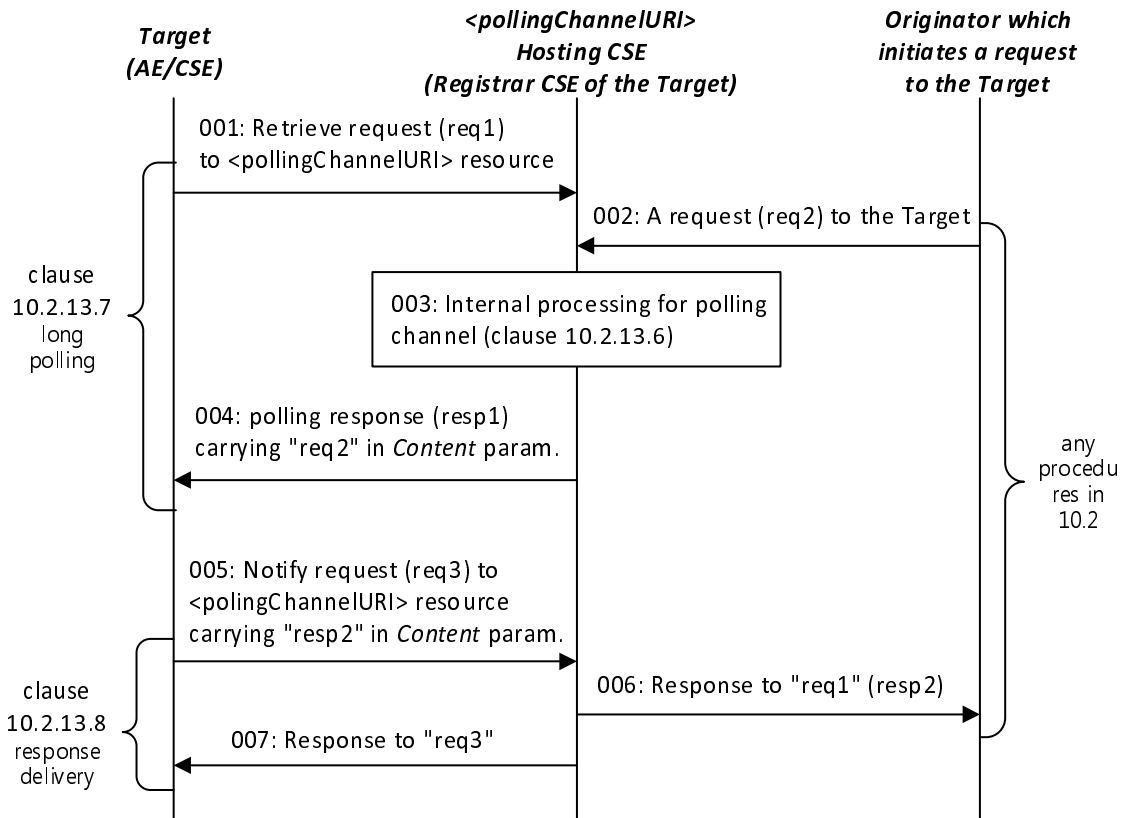 Target
(AE/CSE)
<pollingChannelURI>
Hosting CSE
(Registrar CSE of the Target)
Originator which
initiates a request
to the Target
001: Retrieve request (req1)
to <pollingChannelURI> resource
002: A request (req2) to the Target
clause
10.2.13.7
long
polling
003: Internal processing for polling
channel (clause 10.2.13.6)
004: polling response (resp1)
carrying "req2" in Content param.
any
procedu
res in
10.2
005: Notify request (req3) to
<polingChannelURI> resource
carrying "resp2" in Content param.
006: Response to "req1" (resp2)
clause
10.2.13.8
response
delivery
007: Response to "req3"